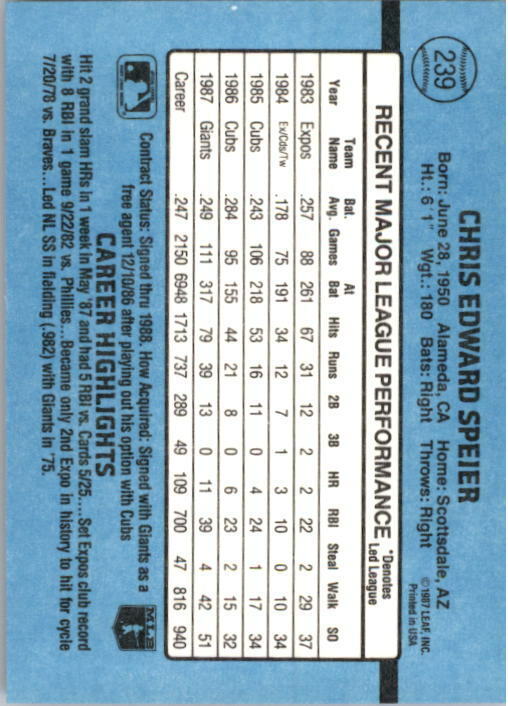 239
CHRIS EDWARD SPEIER
Born: June 28, 1950 Alameda, CA Home: Scottsdale, AZ
Ht.: 6'1" Wgt.: 180 Bats: Right Throws: Right
©1987 LEAF, INC.
Printed in USA
RECENT MAJOR LEAGUE PERFORMANCE *Denotes Led League
Year Team Name Bat. Avg. Games At Bat Hits Runs 2B 3B HR RBI Steal Walk SO
1983 Expos .257 88 261 67 31 12 2 2 22 2 29 37
1984 Ex/Cds/Tw .178 75 191 34 12 7 1 3 10 0 10 34
1985 Cubs .243 106 218 53 16 11 0 4 24 1 17 34
1986 Cubs .284 95 155 44 21 8 0 6 23 2 15 32
1987 Giants .249 111 317 79 39 13 0 11 39 4 42 51
Career .247 2150 6948 1713 737 289 49 109 700 47 816 940
Contract Status: Signed thru 1988. How Acquired: Signed with Giants as a
free agent 12/10/86 after playing out his option with Cubs
MLB
CAREER HIGHLIGHTS
Hit 2 grand slam HRs in 1 week in May '87 and had 5 RBI vs. Cards 5/25.....Set Expos club record
with 8 RBI in 1 game 9/22/82 vs. Phillies...Became only 2nd Expo in history to hit for cycle
7/20/78 vs. Braves...Led NL SS in fielding (.982) with Giants in '75.